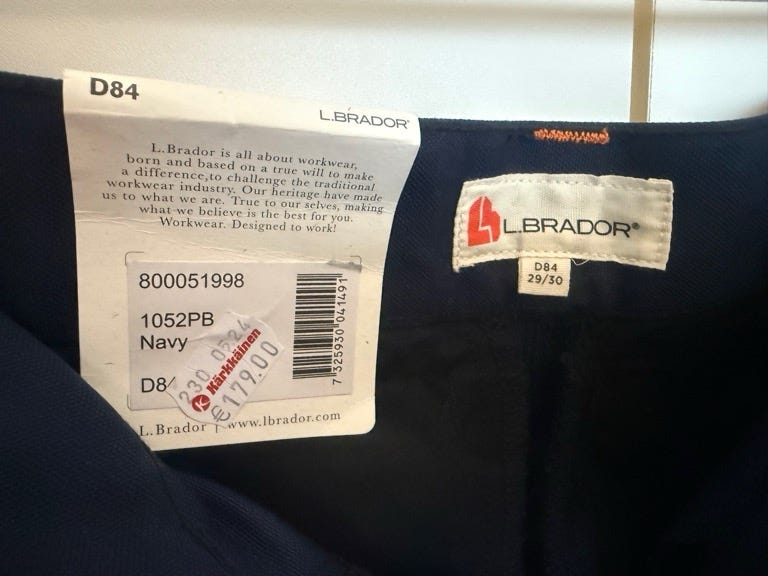 D84
L.BRADOR®
L.Brador is all about workwear,
born and based on a true will to make
a difference,to challenge the traditional
workwear industry. Our heritage have made
us to what we are. True to our selves, making
what we believe is the best for you.
Workwear. Designed to work!
800051998
1052PB
Navy
D8
7 325930 041491
230 0524
K Kärkkäinen
€179.00
L.Brador | www.lbrador.com
L.BRADOR®
D84
29/30